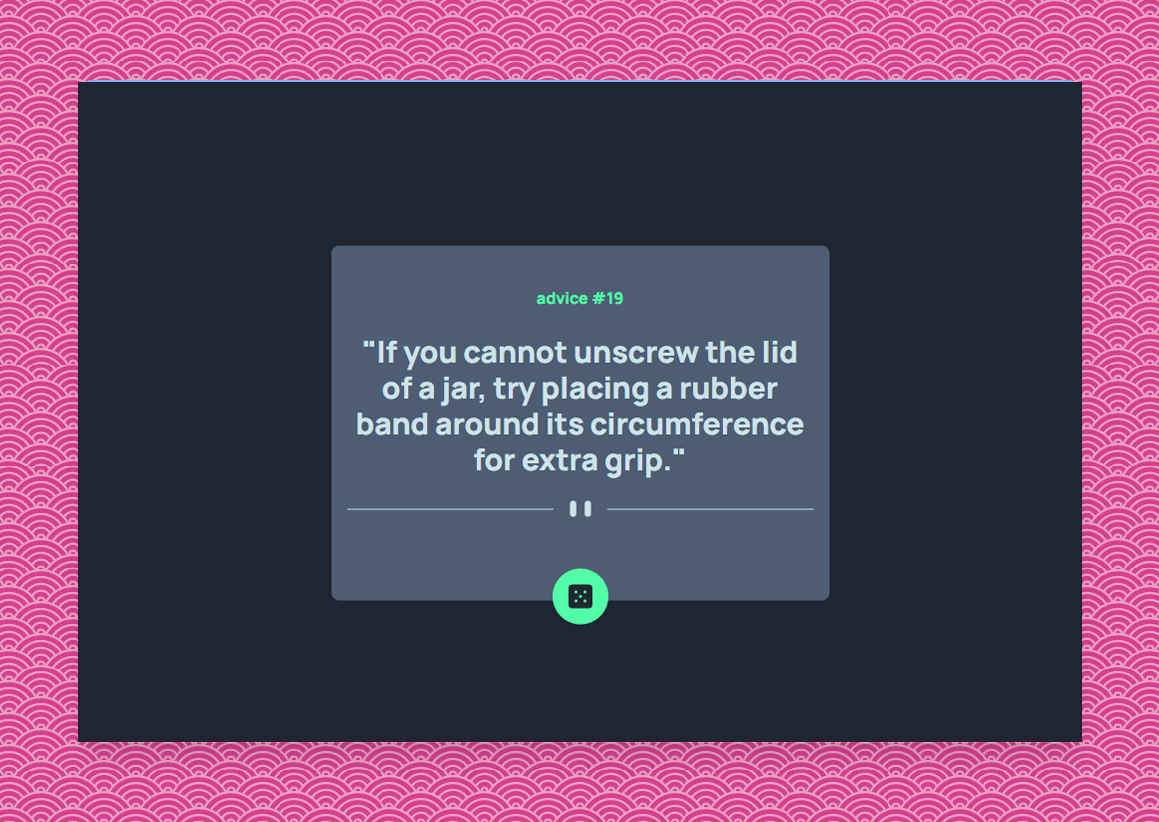 advice #19
"If you cannot unscrew the lid
of a jar, try placing a rubber
band around its circumference
for extra grip."